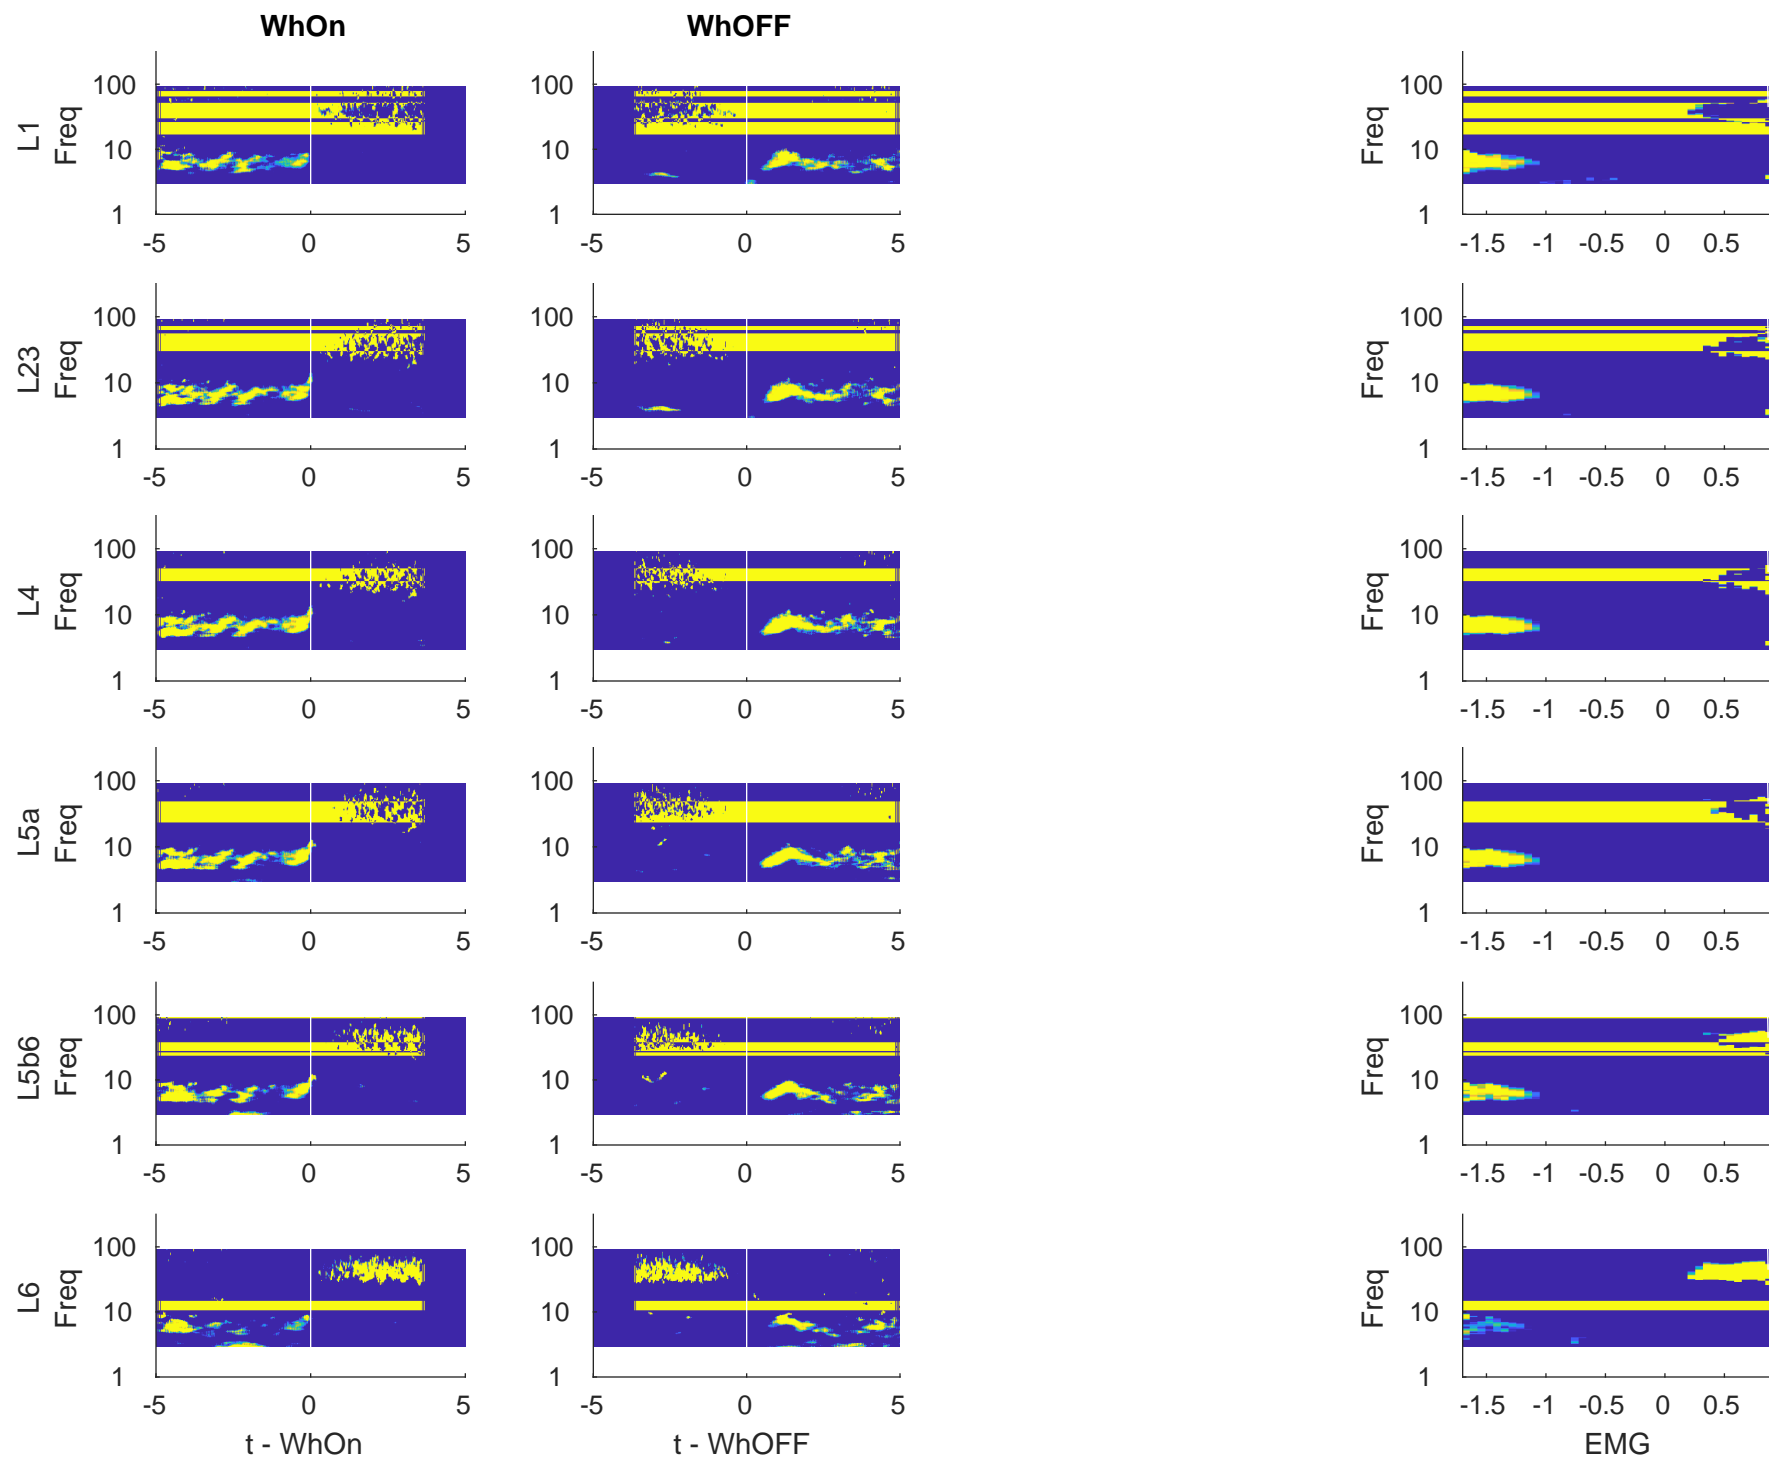 WhOn WhOFF
L1 Freq 100 10 1 -5 0 5
100 10 1 -5 0 5
Freq 100 10 1 -1.5 -1 -0.5 0 0.5
L23 Freq 100 10 1 -5 0 5
100 10 1 -5 0 5
Freq 100 10 1 -1.5 -1 -0.5 0 0.5
L4 Freq 100 10 1 -5 0 5
100 10 1 -5 0 5
Freq 100 10 1 -1.5 -1 -0.5 0 0.5
L5a Freq 100 10 1 -5 0 5
100 10 1 -5 0 5
Freq 100 10 1 -1.5 -1 -0.5 0 0.5
L5b6 Freq 100 10 1 -5 0 5
100 10 1 -5 0 5
Freq 100 10 1 -1.5 -1 -0.5 0 0.5
L6 Freq 100 10 1 -5 0 5
100 10 1 -5 0 5
Freq 100 10 1 -1.5 -1 -0.5 0 0.5
t - WhOn t - WhOFF EMG